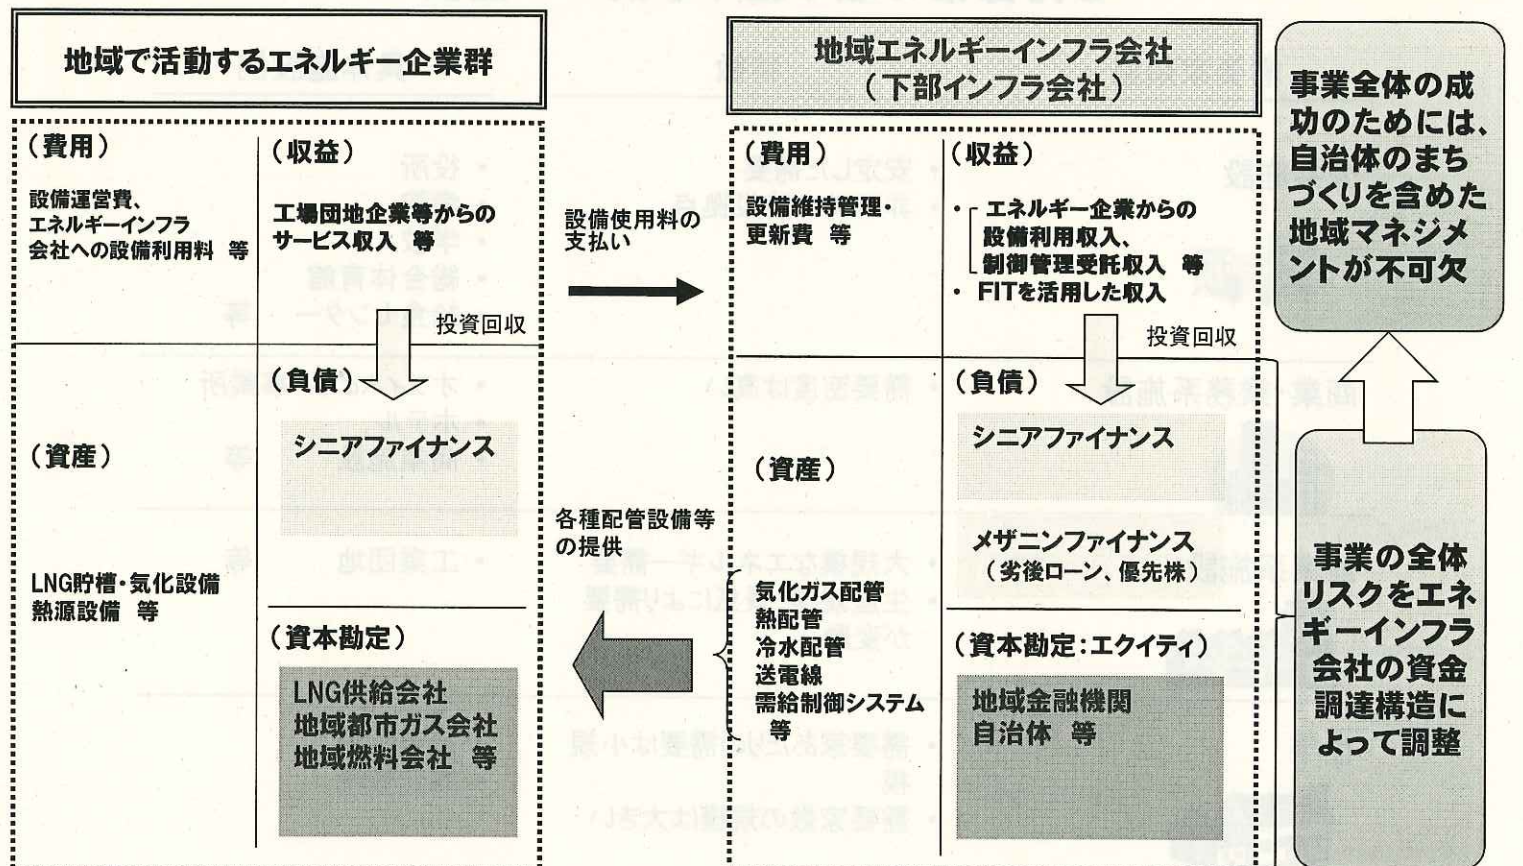 地域で活動するエネルギー企業群
(費用)
設備運営費、
エネルギーインフラ
会社への設備利用料 等
(収益)
工場団地企業等からの
サービス収入 等
投資回収
(資産)
LNG貯槽・気化設備
熱源設備 等
(負債)
シニアファイナンス
(資本勘定)
LNG供給会社
地域都市ガス会社
地域燃料会社 等
設備使用料の
支払い
各種配管設備等
の提供
地域エネルギーインフラ会社
(下部インフラ会社)
(費用)
設備維持管理・
更新費 等
(収益)
・ エネルギー企業からの
設備利用収入、
制御管理受託収入 等
・ FITを活用した収入
投資回収
(資産)
気化ガス配管
熱配管
冷水配管
送電線
需給制御システム
等
(負債)
シニアファイナンス
メザニンファイナンス
(劣後ローン、優先株)
(資本勘定:エクイティ)
地域金融機関
自治体 等
事業全体の成
功のためには、
自治体のまち
づくりを含めた
地域マネジメ
ントが不可欠
事業の全体
リスクをエネ
ギーインフラ
会社の資金
調達構造に
よって調整